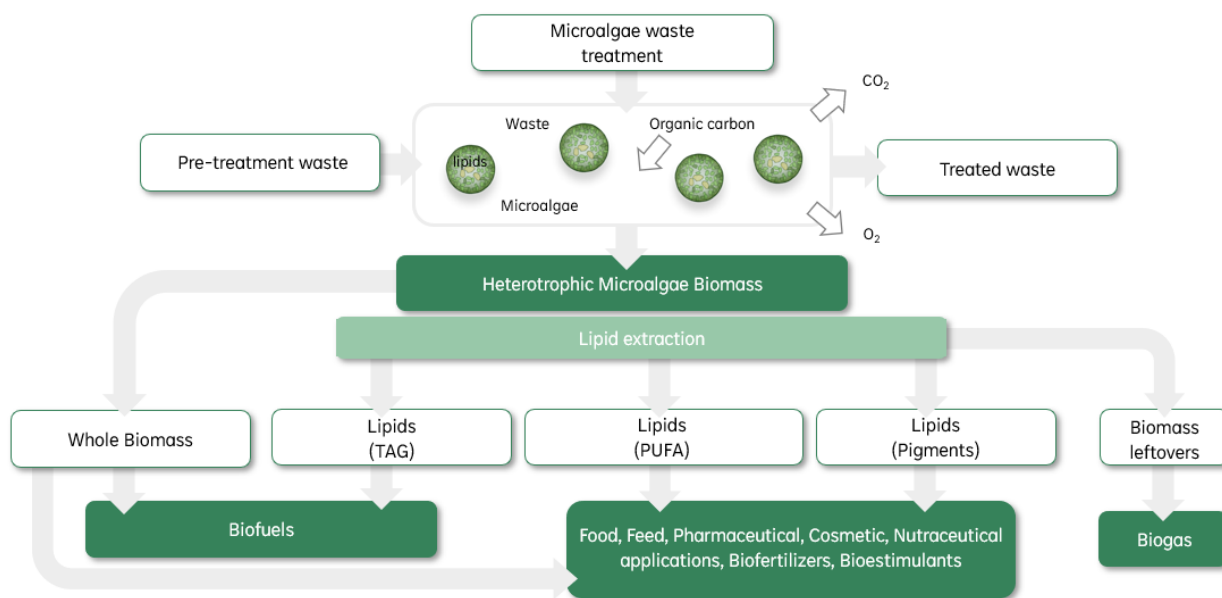 Microalgae waste
treatment
CO₂
Waste
Organic carbon
Pre-treatment waste
lipids
Treated waste
Microalgae
O₂
Heterotrophic Microalgae Biomass
Lipid extraction
Whole Biomass
Lipids
(TAG)
Lipids
(PUFA)
Lipids
(Pigments)
Biomass
leftovers
Biofuels
Food, Feed, Pharmaceutical, Cosmetic, Nutraceutical
applications, Biofertilizers, Bioestimulants
Biogas